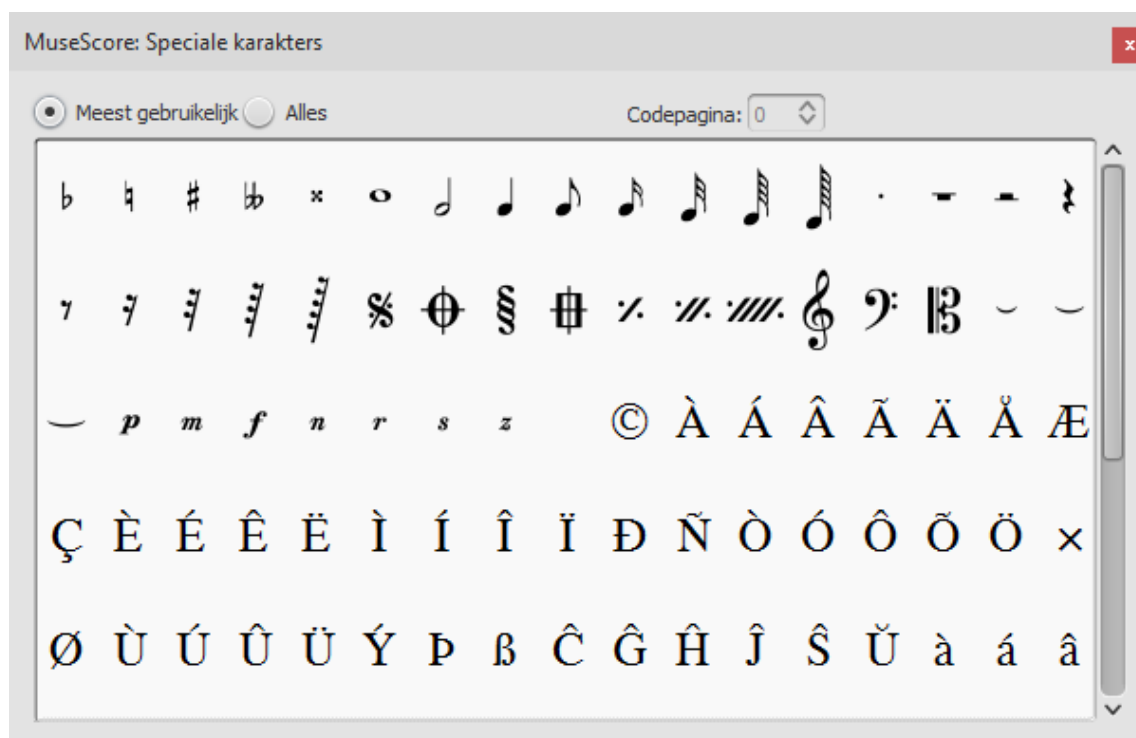 MuseScore: Speciale karakters x
Meest gebruikelijk Alles Codepagina: 0
♭ ♮ ♯ 𝄫 𝄪 𝅝 𝅗𝅥 𝅘𝅥 𝅘𝅥𝅮 𝅘𝅥𝅯 𝅘𝅥𝅰 𝅘𝅥𝅱 𝅘𝅥𝅲 . 𝄻 𝄼 𝄽
𝄾 𝄿 𝅀 𝅁 𝅂 𝄋 𝄌 § 𝄞 𝄢 𝄡
p m f n r s z © À Á Â Ã Ä Å Æ
Ç È É Ê Ë Ì Í Î Ï Ð Ñ Ò Ó Ô Õ Ö ×
Ø Ù Ú Û Ü Ý Þ ß Ĉ Ĝ Ĥ Ĵ Ŝ Ŭ à á â